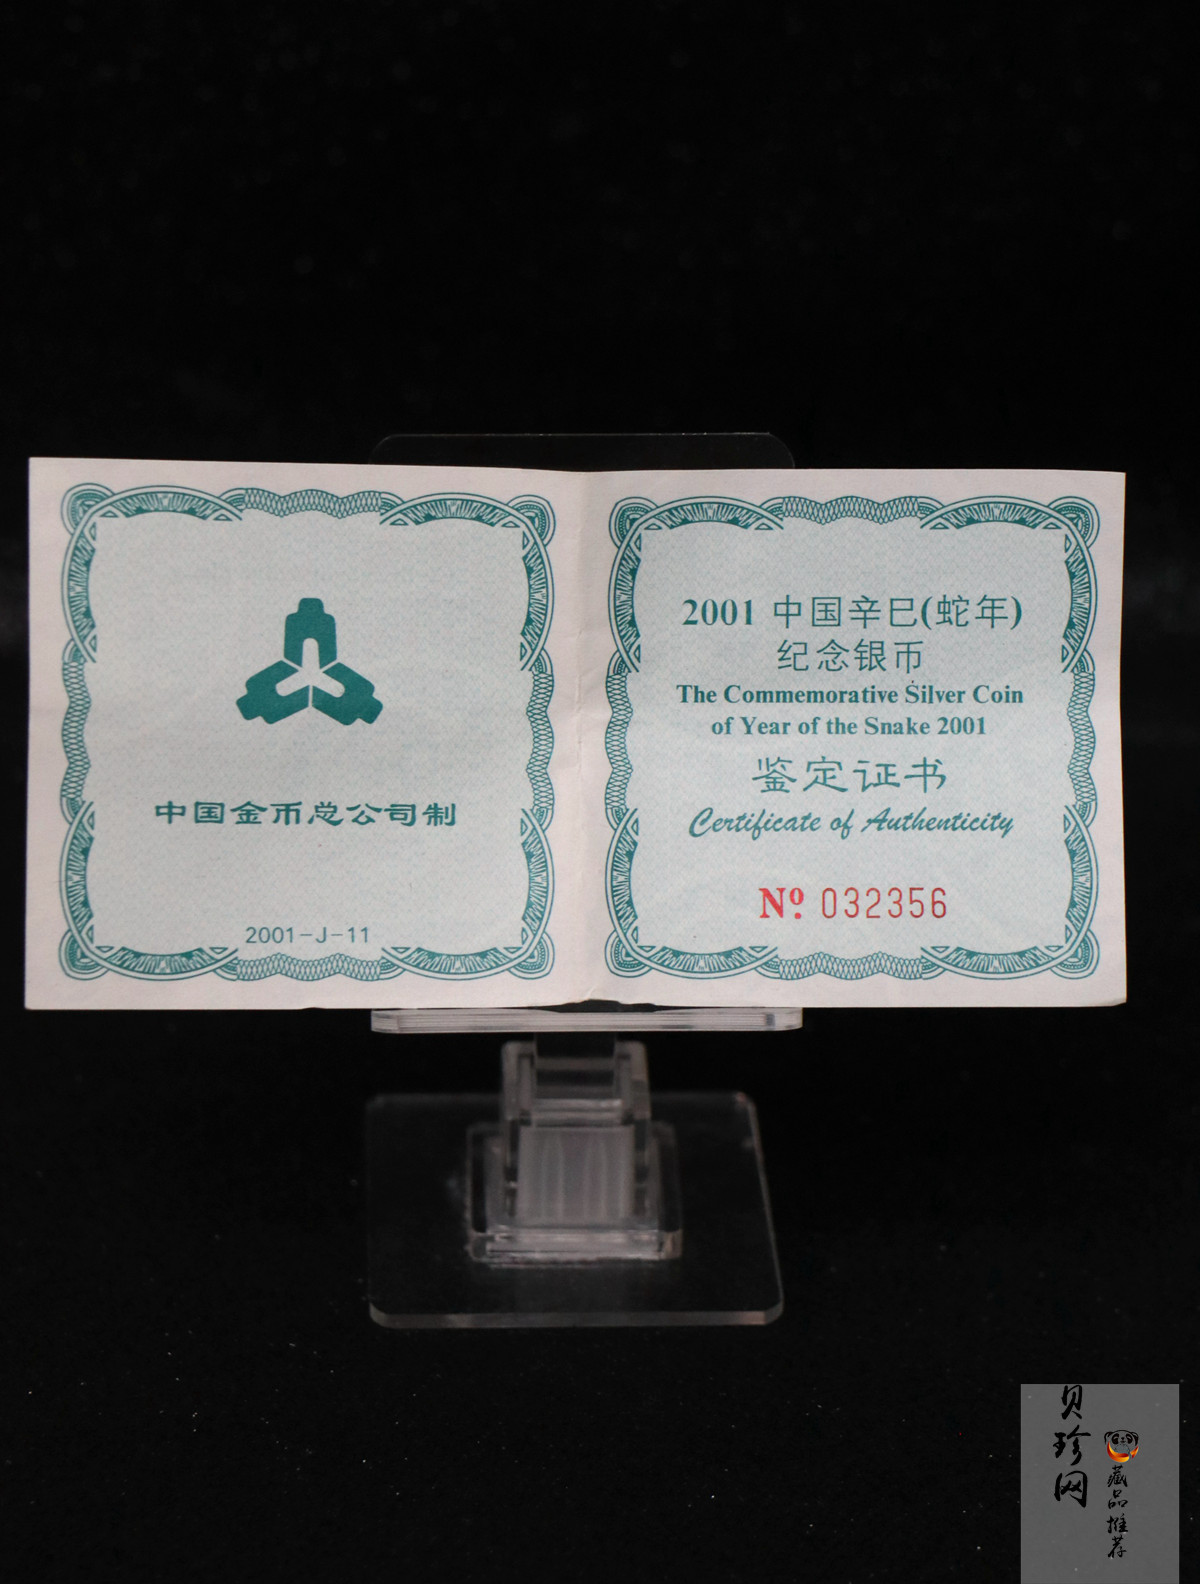 中国金币总公司制
2001-J-11
2001 中国辛巳(蛇年)
纪念银币
The Commemorative Silver Coin
of Year of the Snake 2001
鉴定证书
Certificate of Authenticity
Nº 032356
贝珍网
藏品推荐